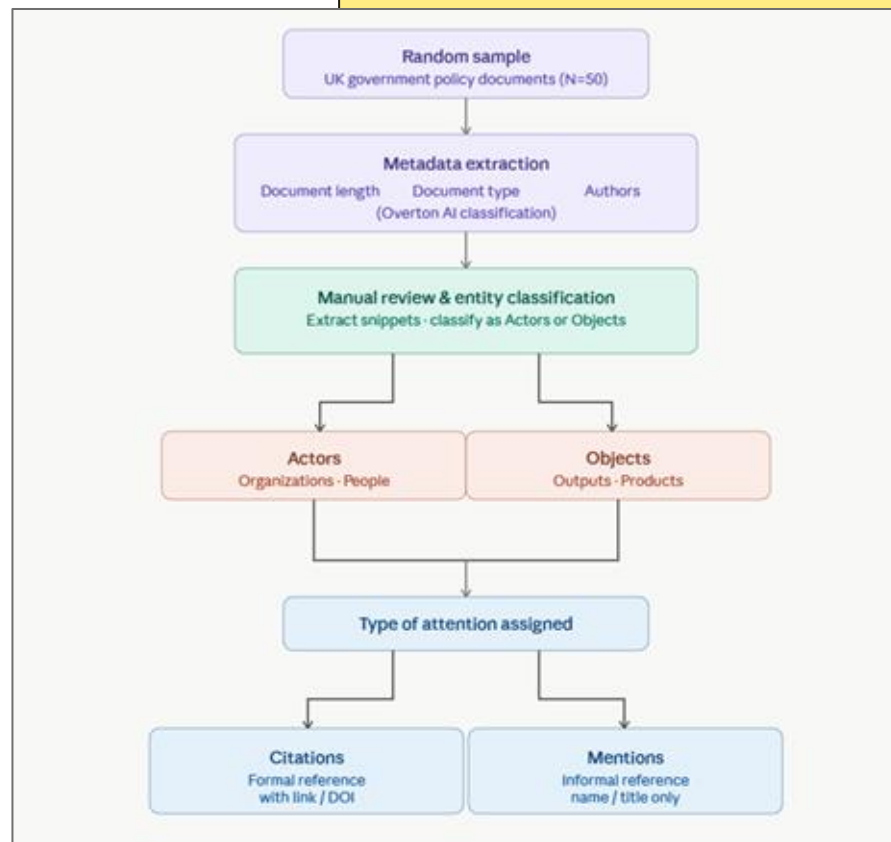 Random sample
UK government policy documents (N=50)
Metadata extraction
Document length Document type Authors
(Overton AI classification)
Manual review & entity classification
Extract snippets · classify as Actors or Objects
Actors
Organizations · People
Objects
Outputs · Products
Type of attention assigned
Citations
Formal reference
with link / DOI
Mentions
Informal reference
name / title only